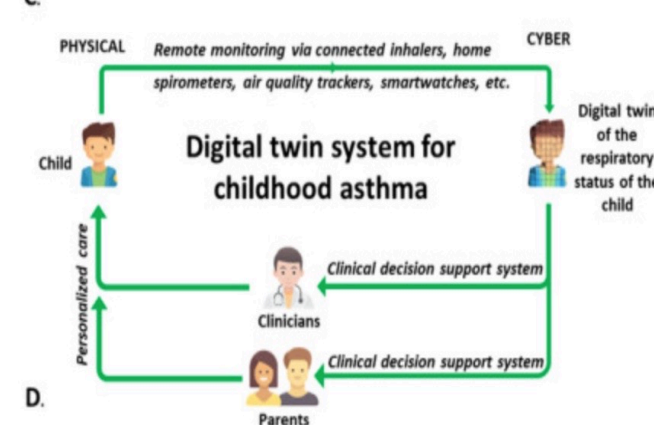 C.
PHYSICAL
Remote monitoring via connected inhalers, home
CYBER
spirometers, air quality trackers, smartwatches, etc.
Child
Digital twin system for
childhood asthma
Digital twin
of the
respiratory
status of the
child
Personalized care
Clinical decision support system
Clinicians
Clinical decision support system
Parents
D.